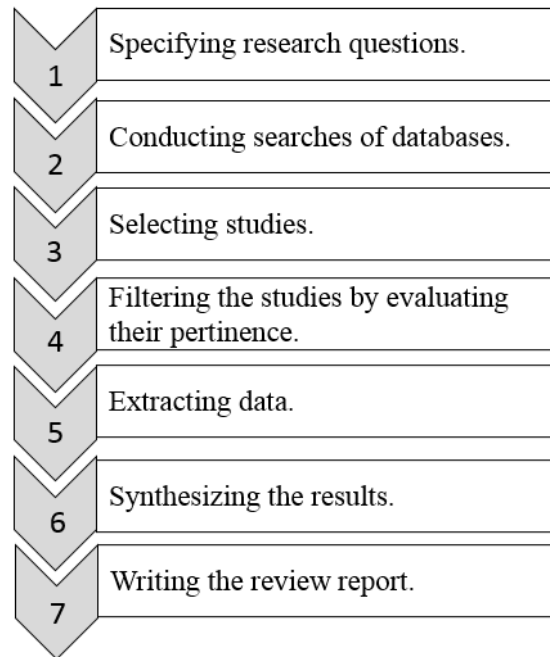 1
Specifying research questions.
2
Conducting searches of databases.
3
Selecting studies.
4
Filtering the studies by evaluating
their pertinence.
5
Extracting data.
6
Synthesizing the results.
7
Writing the review report.